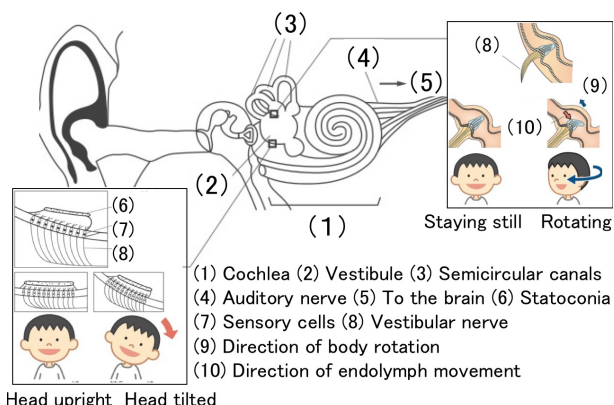 (3)
(4)
(5)
(8)
(9)
(10)
(2)
(1)
Staying still Rotating
(6)
(7)
(8)
(1) Cochlea (2) Vestibule (3) Semicircular canals
(4) Auditory nerve (5) To the brain (6) Statoconia
(7) Sensory cells (8) Vestibular nerve
(9) Direction of body rotation
(10) Direction of endolymph movement
Head upright Head tilted